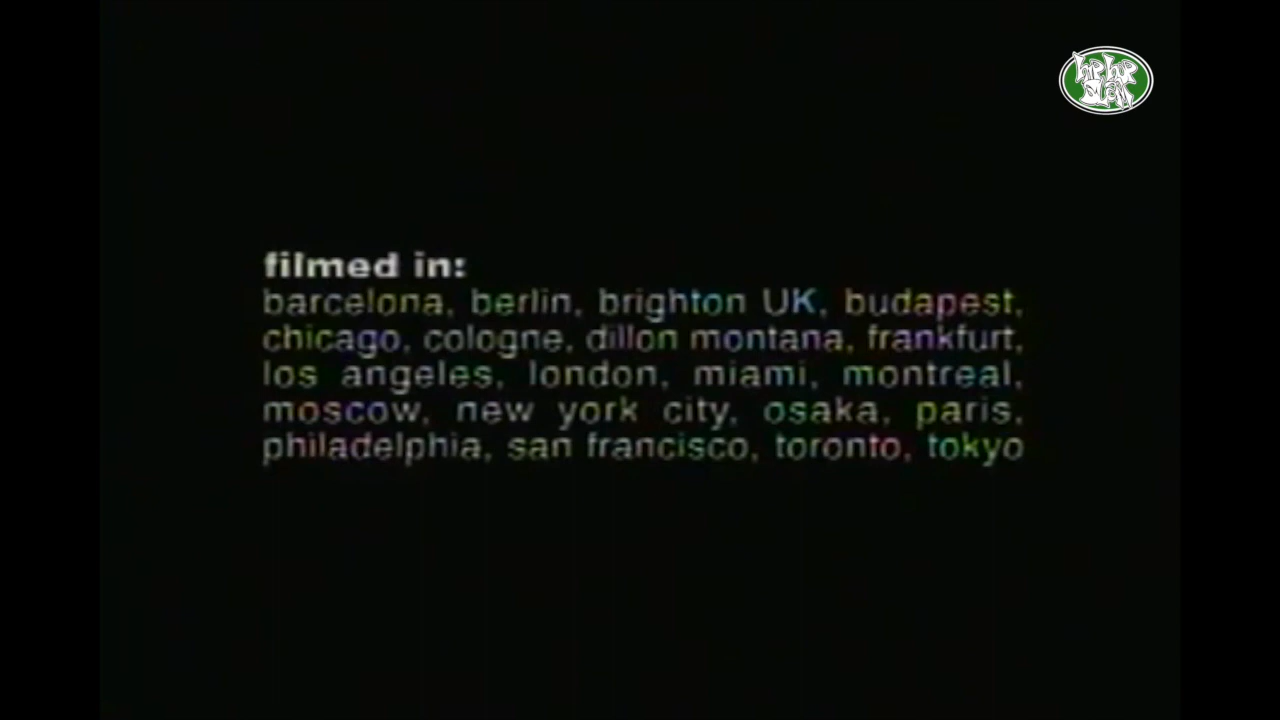 filmed in:
barcelona, berlin, brighton UK, budapest,
chicago, cologne, dillon montana, frankfurt,
los angeles, london, miami, montreal,
moscow, new york city, osaka, paris,
philadelphia, san francisco, toronto, tokyo